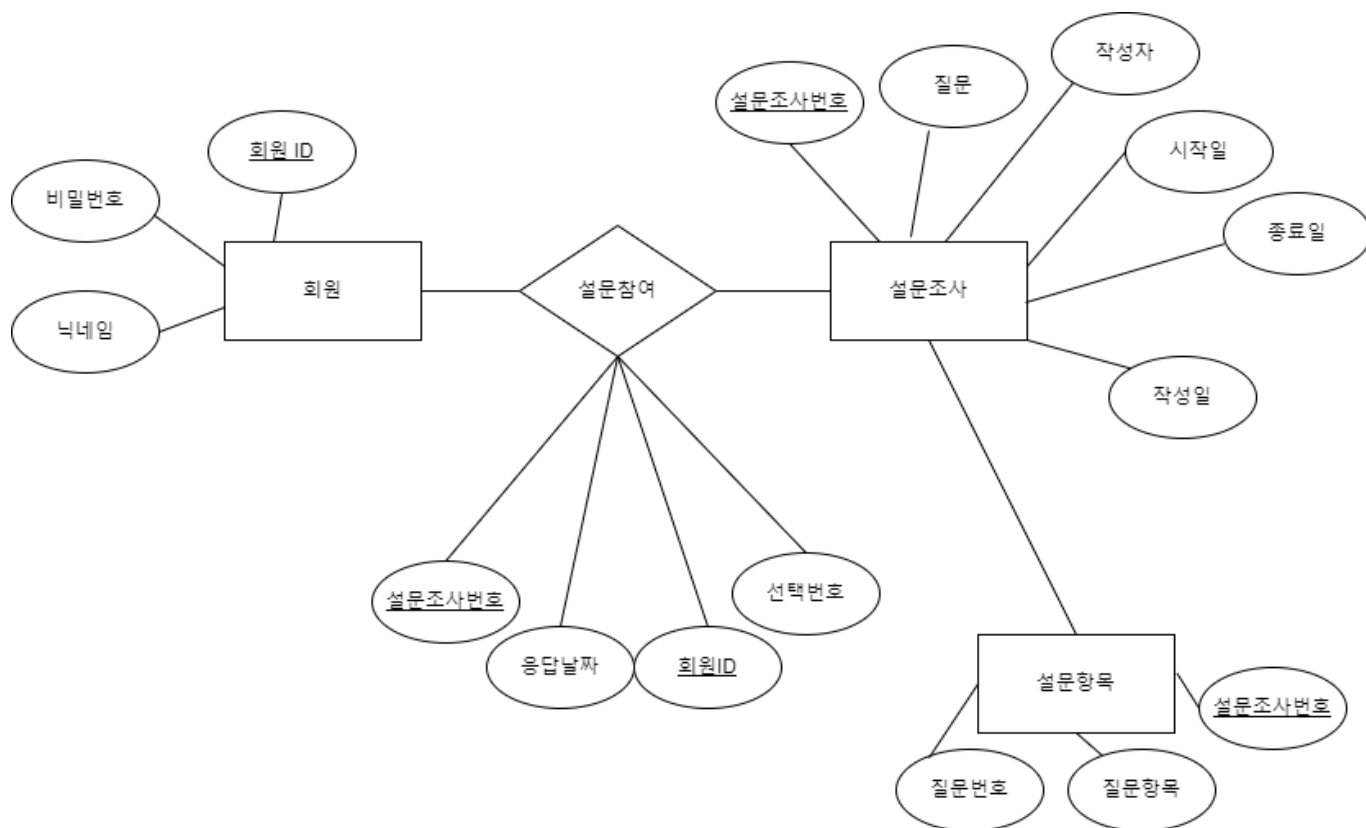 작성자
질문
설문조사번호
시작일
회원 ID
비밀번호
종료일
회원
설문참여
설문조사
닉네임
작성일
선택번호
설문조사번호
응답날짜
회원ID
설문항목
설문조사번호
질문번호
질문항목